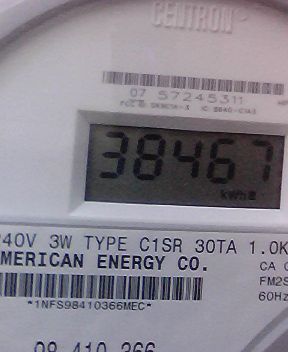 CENTRON®
07 57245311
38467
kWh
240V 3W TYPE C1SR 30TA 1.0K
MERICAN ENERGY CO.
CA 
FM2S
60Hz
*1NFS98410366MEC*
98 410 366